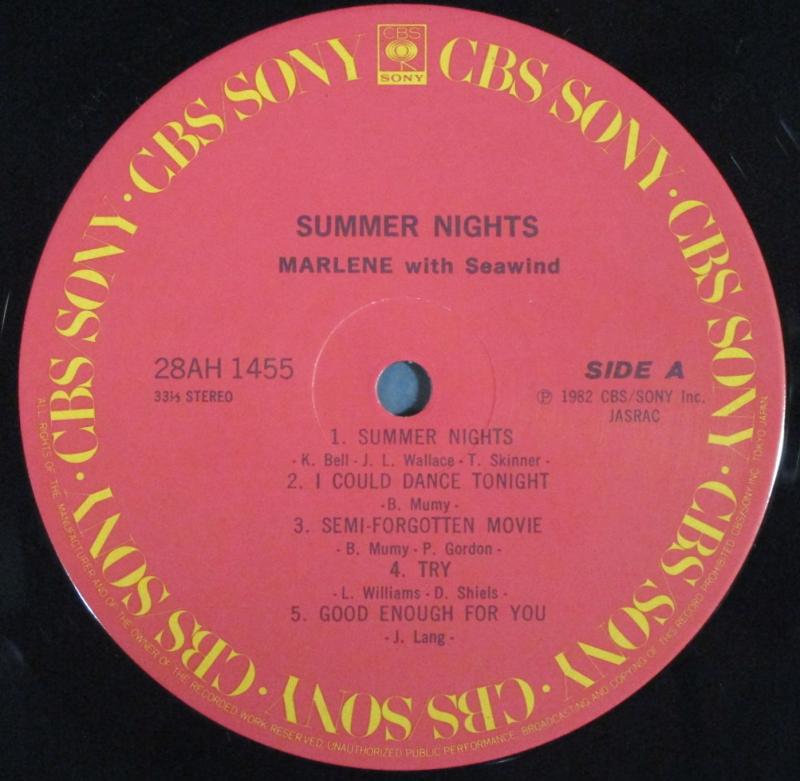 CBS
SONY
CBS/SONY · CBS/SONY · CBS/SONY · CBS/SONY · CBS/SONY · CBS/SONY · CBS/SONY · CBS/SONY · CBS/SONY
SUMMER NIGHTS
MARLENE with Seawind
28AH 1455
33⅓ STEREO
SIDE A
Ⓟ 1982 CBS/SONY Inc.
JASRAC
1. SUMMER NIGHTS
- K. Bell - J. L. Wallace - T. Skinner -
2. I COULD DANCE TONIGHT
- B. Mumy -
3. SEMI-FORGOTTEN MOVIE
- B. Mumy - P. Gordon -
4. TRY
- L. Williams - D. Shiels -
5. GOOD ENOUGH FOR YOU
- J. Lang -
ALL RIGHTS OF THE MANUFACTURER AND OF THE OWNER OF THE RECORDED WORK RESERVED. UNAUTHORIZED PUBLIC PERFORMANCE, BROADCASTING AND COPYING OF THIS RECORD PROHIBITED CBS/SONY INC. TOKYO JAPAN